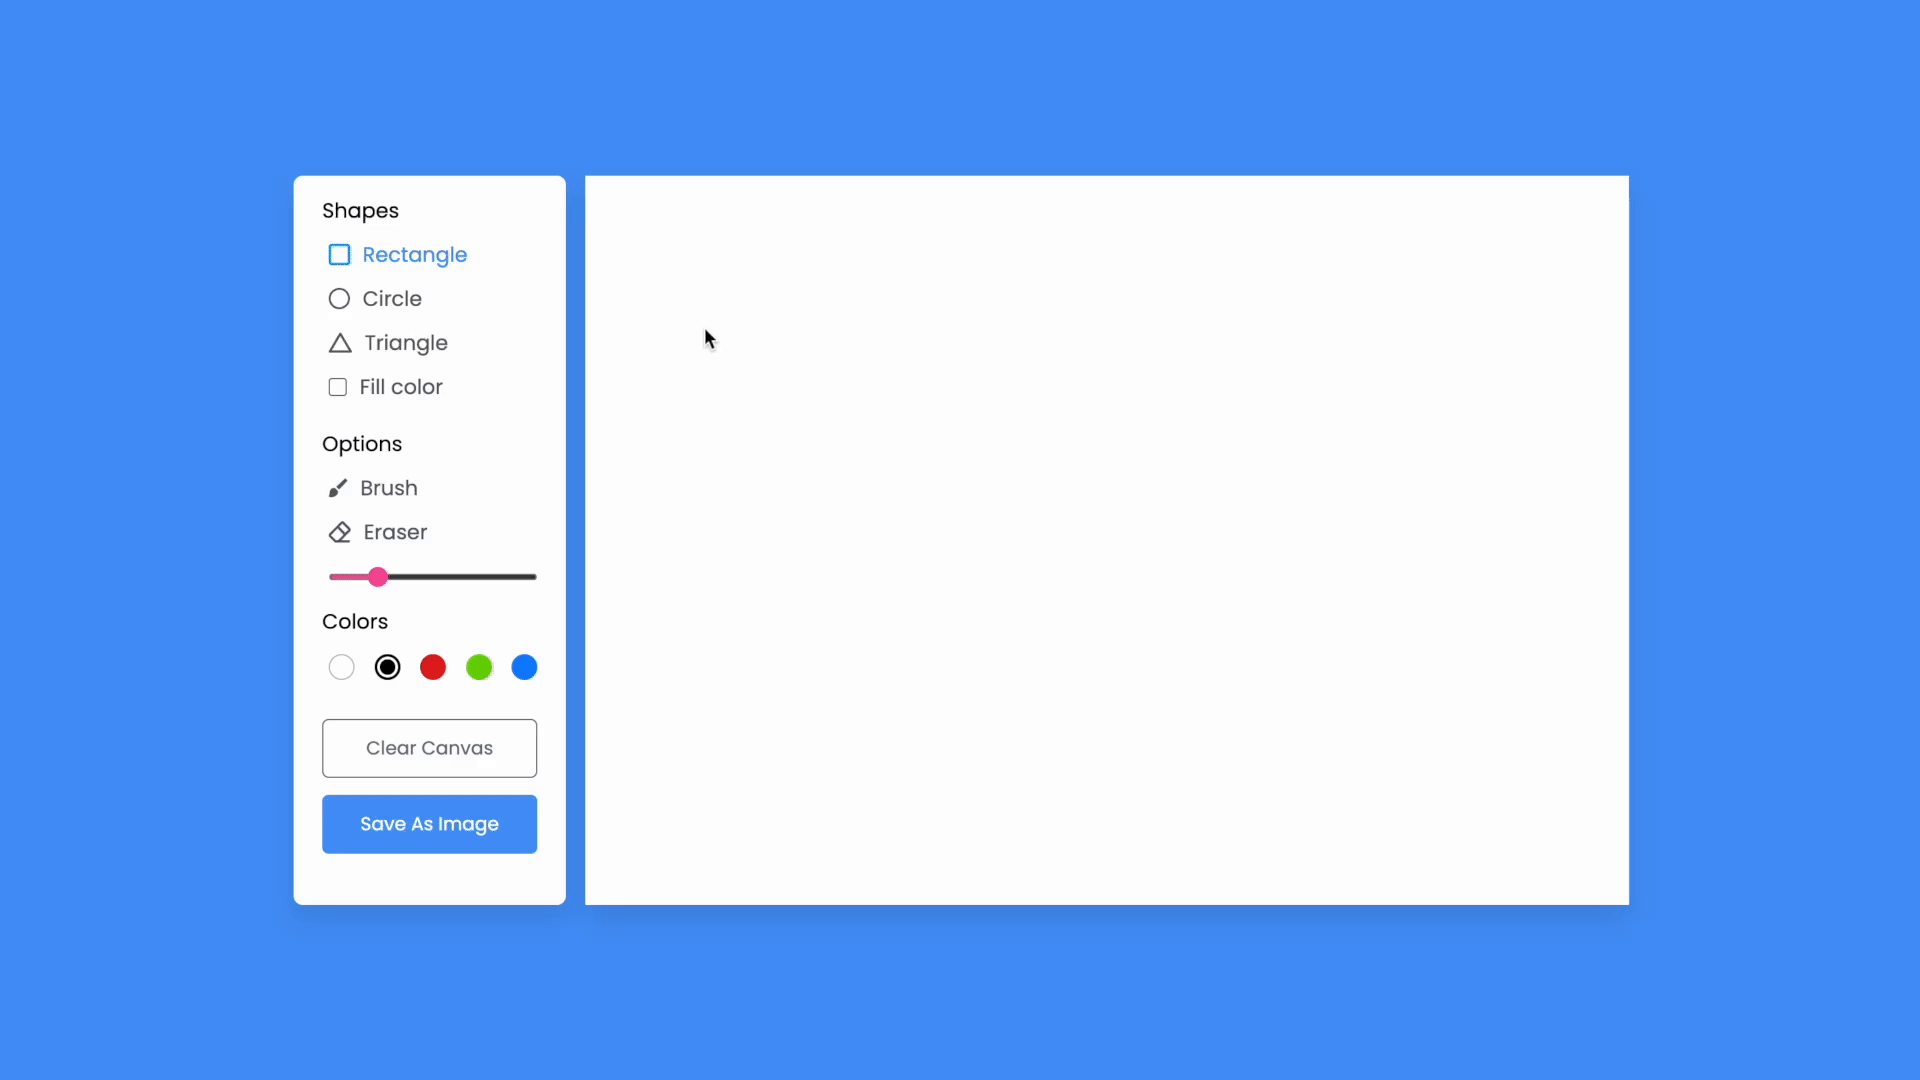 Shapes
Rectangle
Circle
Triangle
Fill color
Options
Brush
Eraser
Colors
Clear Canvas
Save As Image